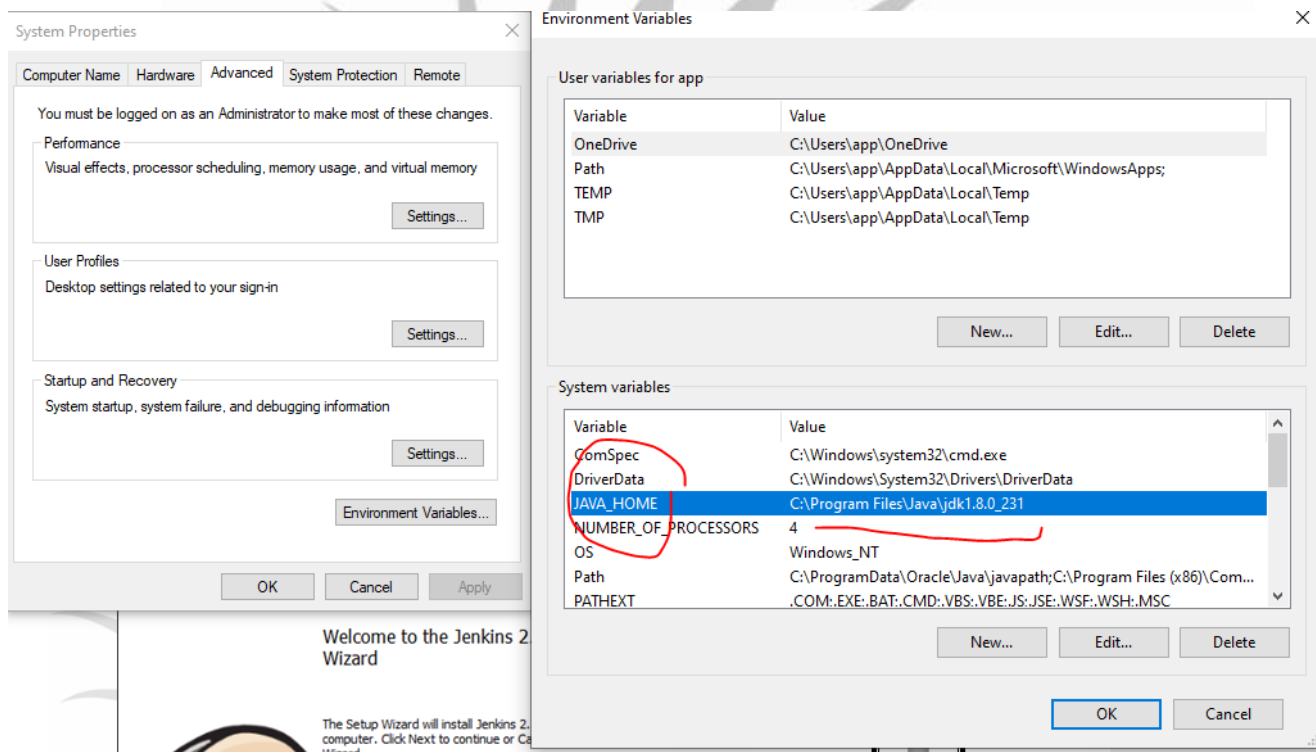 System Properties
Computer Name Hardware Advanced System Protection Remote
You must be logged on as an Administrator to make most of these changes.
Performance
Visual effects, processor scheduling, memory usage, and virtual memory
Settings...
User Profiles
Desktop settings related to your sign-in
Settings...
Startup and Recovery
System startup, system failure, and debugging information
Settings...
Environment Variables...
OK Cancel Apply
Environment Variables
User variables for app
Variable Value
OneDrive C:\Users\app\OneDrive
Path C:\Users\app\AppData\Local\Microsoft\WindowsApps;
TEMP C:\Users\app\AppData\Local\Temp
TMP C:\Users\app\AppData\Local\Temp
New... Edit... Delete
System variables
Variable Value
ComSpec C:\Windows\system32\cmd.exe
DriverData C:\Windows\System32\Drivers\DriverData
JAVA_HOME C:\Program Files\Java\jdk1.8.0_231
NUMBER_OF_PROCESSORS 4
OS Windows_NT
Path C:\ProgramData\Oracle\Java\javapath;C:\Program Files (x86)\Com...
PATHEXT .COM;.EXE;.BAT;.CMD;.VBS;.VBE;.JS;.JSE;.WSF;.WSH;.MSC
New... Edit... Delete
OK Cancel
Welcome to the Jenkins 2.
Wizard
The Setup Wizard will install Jenkins 2.
computer. Click Next to continue or Ca
Wizard